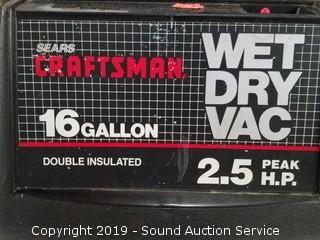 SEARS
CRAFTSMAN
WET
DRY
VAC
16 GALLON
DOUBLE INSULATED
2.5 PEAK H.P.
Copyright 2019 - Sound Auction Service